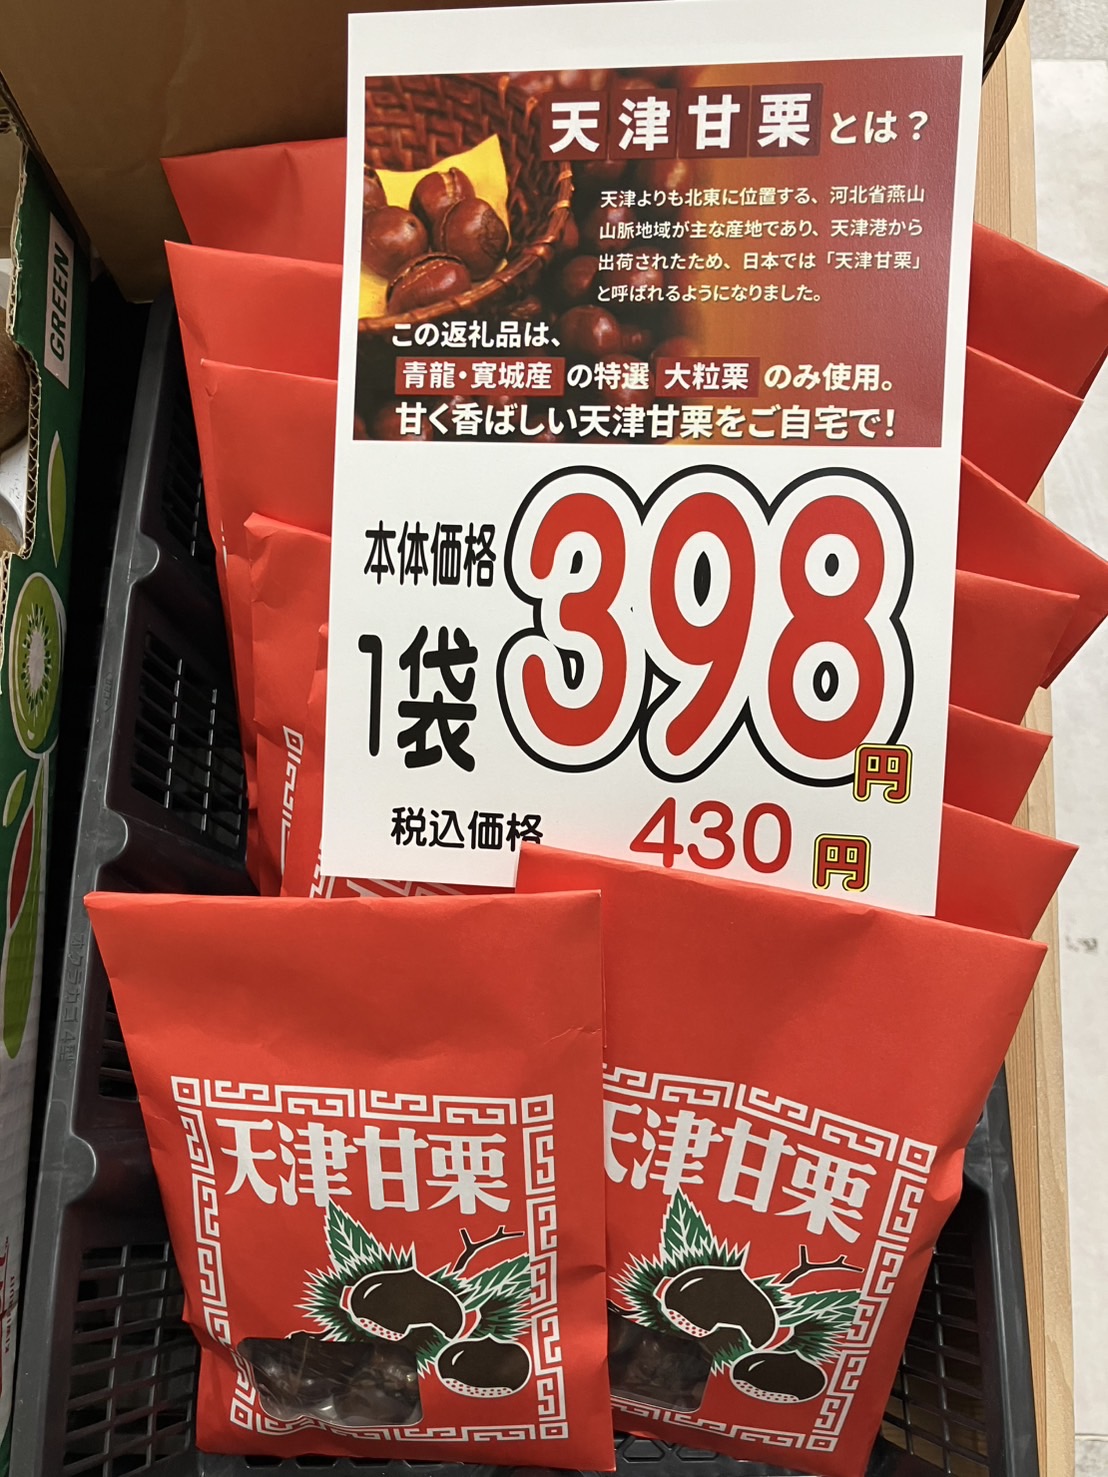 天津甘栗とは？
天津よりも北東に位置する、河北省燕山
山脈地域が主な産地であり、天津港から
出荷されたため、日本では「天津甘栗」
と呼ばれるようになりました。
この返礼品は、
青龍・寛城産 の特選 大粒栗 のみ使用。
甘く香ばしい天津甘栗をご自宅で！
本体価格
1袋 398円
税込価格 430円
GREEN
天津甘栗
天津甘栗